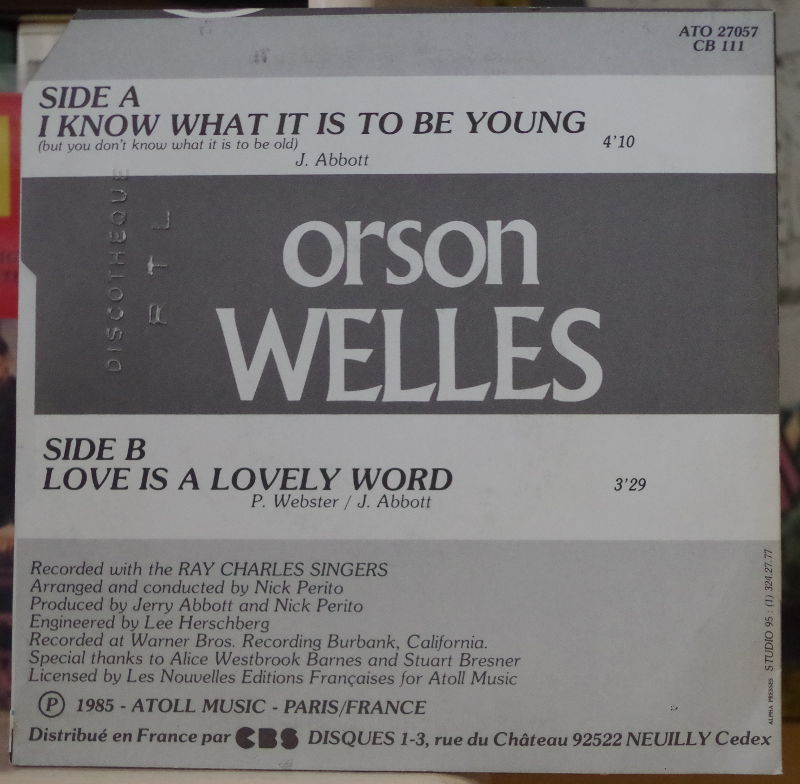 ATO 27057
CB 111
SIDE A
I KNOW WHAT IT IS TO BE YOUNG
(but you don't know what it is to be old)
4'10
J. Abbott
DISCOTHEQUE
RTL
orson
WELLES
SIDE B
LOVE IS A LOVELY WORD
3'29
P. Webster / J. Abbott
Recorded with the RAY CHARLES SINGERS
Arranged and conducted by Nick Perito
Produced by Jerry Abbott and Nick Perito
Engineered by Lee Herschberg
Recorded at Warner Bros. Recording Burbank, California.
Special thanks to Alice Westbrook Barnes and Stuart Bresner
Licensed by Les Nouvelles Editions Françaises for Atoll Music
Ⓟ 1985 - ATOLL MUSIC - PARIS/FRANCE
Distribué en France par CBS DISQUES 1-3, rue du Château 92522 NEUILLY Cedex
ALPHA PRESSES STUDIO 95 : (1) 324.27.77